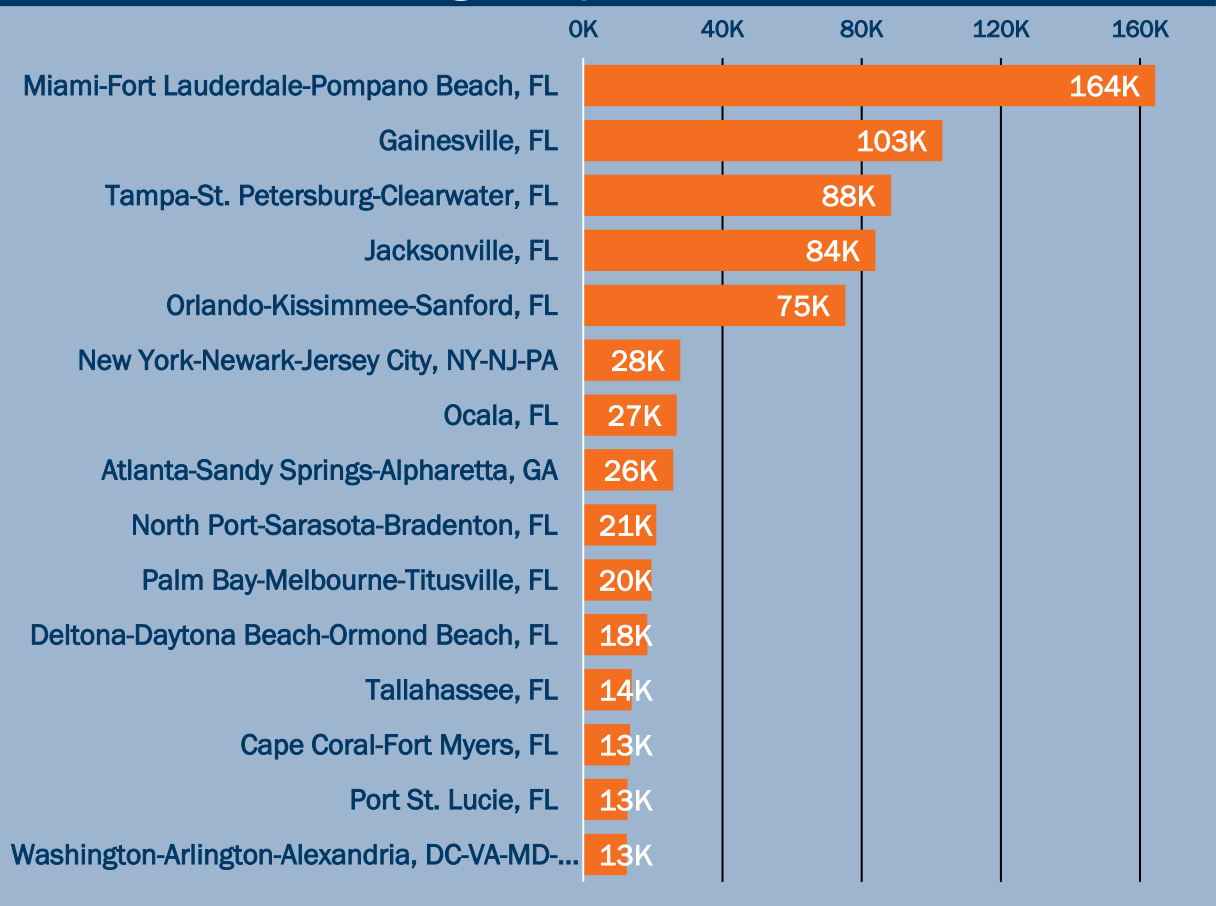 0K 40K 80K 120K 160K
Miami-Fort Lauderdale-Pompano Beach, FL 164K
Gainesville, FL 103K
Tampa-St. Petersburg-Clearwater, FL 88K
Jacksonville, FL 84K
Orlando-Kissimmee-Sanford, FL 75K
New York-Newark-Jersey City, NY-NJ-PA 28K
Ocala, FL 27K
Atlanta-Sandy Springs-Alpharetta, GA 26K
North Port-Sarasota-Bradenton, FL 21K
Palm Bay-Melbourne-Titusville, FL 20K
Deltona-Daytona Beach-Ormond Beach, FL 18K
Tallahassee, FL 14K
Cape Coral-Fort Myers, FL 13K
Port St. Lucie, FL 13K
Washington-Arlington-Alexandria, DC-VA-MD-... 13K